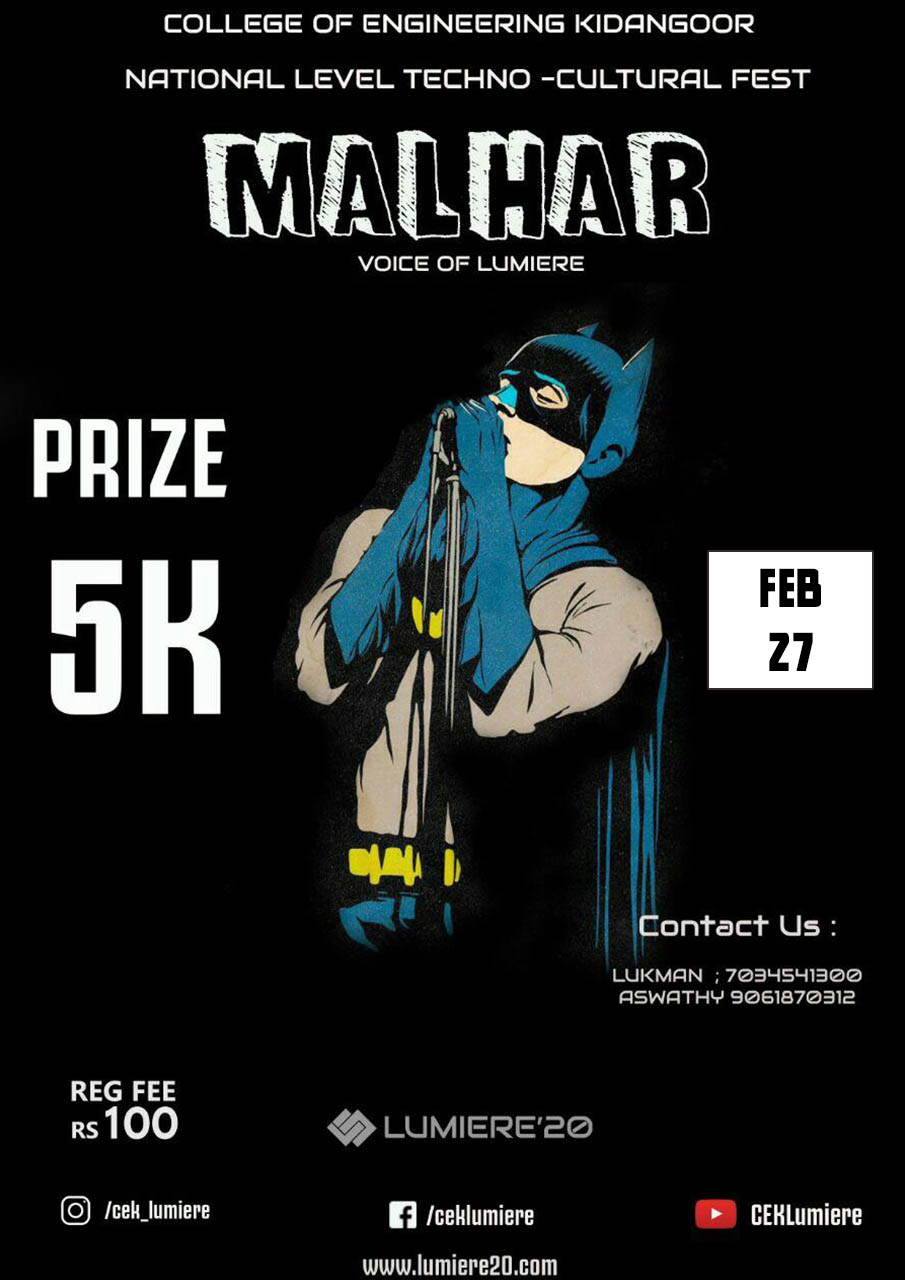 COLLEGE OF ENGINEERING KIDANGOOR
NATIONAL LEVEL TECHNO -CULTURAL FEST
MALHAR
VOICE OF LUMIERE
PRIZE
5K
FEB
27
Contact Us :
LUKMAN ; 7034541300
ASWATHY 9061870312
REG FEE
RS 100
LUMIERE'20
/cek_lumiere
/ceklumiere
CEKLumiere
www.lumiere20.com